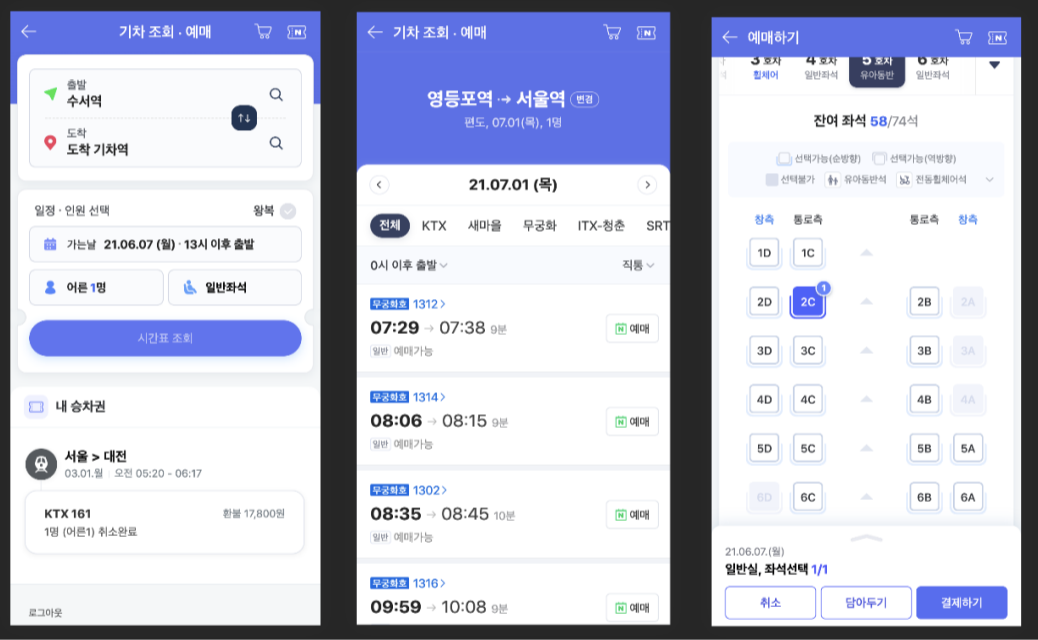 기차 조회 · 예매
출발
수서역
도착
도착 기차역
일정 · 인원 선택
왕복
가는날 21.06.07 (월) · 13시 이후 출발
어른 1명
일반좌석
시간표 조회
내 승차권
서울 > 대전
03.01.월 오전 05:20 - 06:17
KTX 161
환불 17,800원
1명 (어른1) 취소완료
로그아웃
기차 조회 · 예매
영등포역 → 서울역 변경
편도, 07.01(목), 1명
21.07.01 (목)
전체 KTX 새마을 무궁화 ITX-청춘 SRT
0시 이후 출발
직통
무궁화호 1312
07:29 → 07:38 9분
N 예매
일반 예매가능
무궁화호 1314
08:06 → 08:15 9분
N 예매
일반 예매가능
무궁화호 1302
08:35 → 08:45 10분
N 예매
일반 예매가능
무궁화호 1316
09:59 → 10:08 9분
N 예매
예매하기
3 호차 4 호차 5 호차 6 호차
휠체어 일반좌석 유아동반 일반좌석
잔여 좌석 58/74석
선택가능(순방향) 선택가능(역방향)
선택불가 유아동반석 전동휠체어석
창측 통로측 통로측 창측
1D 1C
2D 2C 1 2B 2A
3D 3C 3B 3A
4D 4C 4B 4A
5D 5C 5B 5A
6D 6C 6B 6A
21.06.07.(월)
일반실, 좌석선택 1/1
취소 담아두기 결제하기